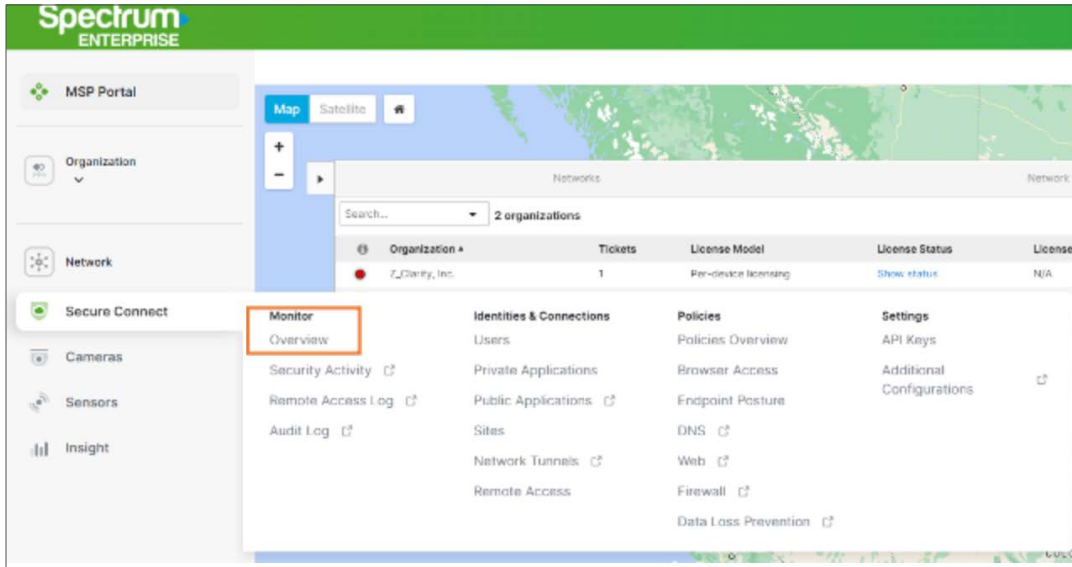 Spectrum
ENTERPRISE
MSP Portal
Organization
Network
Secure Connect
Cameras
Sensors
Insight
Map Satellite
+
−
Networks Network
Search... 2 organizations
Organization Tickets License Model License Status License
Z_Clarity, Inc. 1 Per-device licensing Show status N/A
Monitor
Overview
Security Activity
Remote Access Log
Audit Log
Identities & Connections
Users
Private Applications
Public Applications
Sites
Network Tunnels
Remote Access
Policies
Policies Overview
Browser Access
Endpoint Posture
DNS
Web
Firewall
Data Loss Prevention
Settings
API Keys
Additional
Configurations